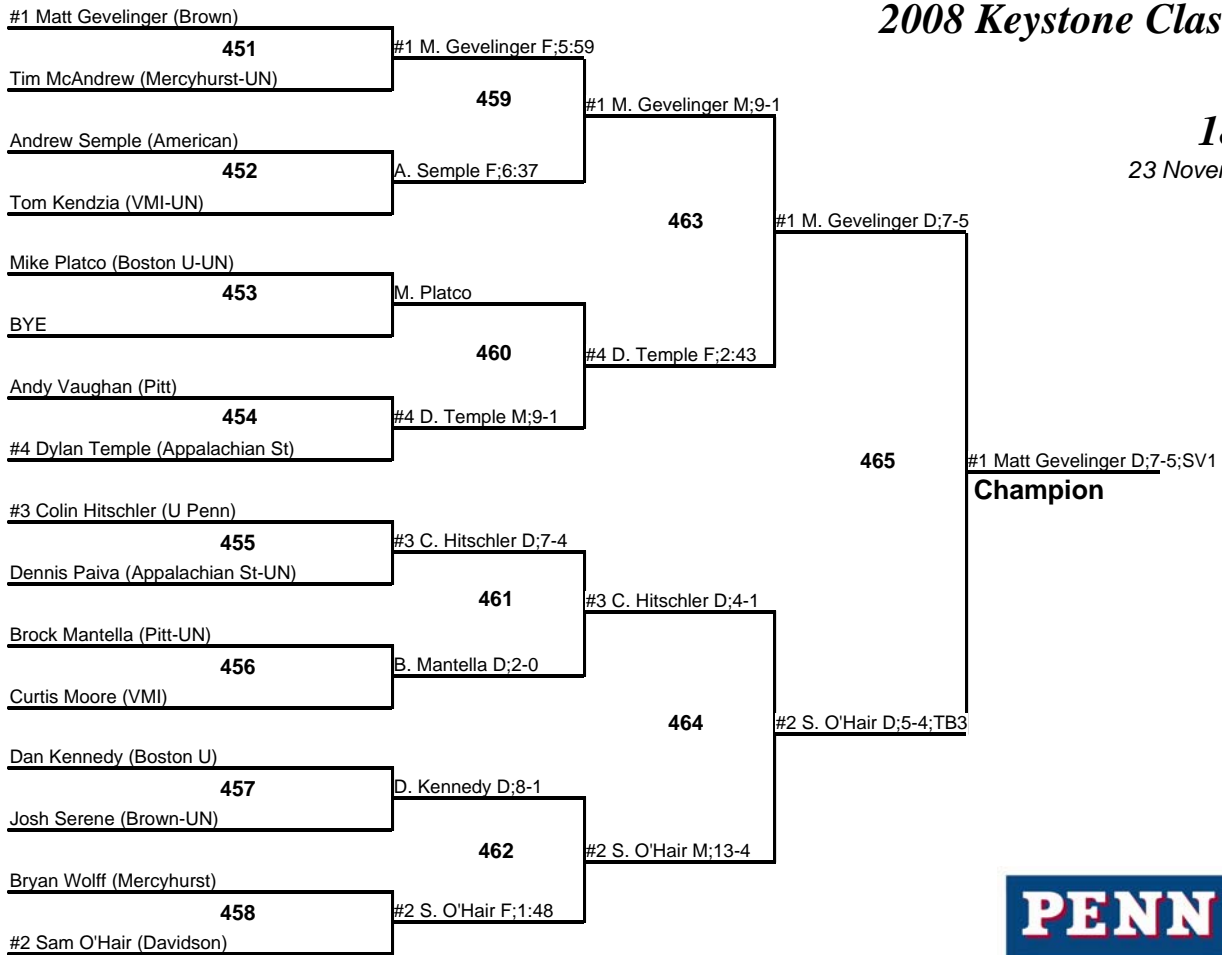 2008 Keystone Clas
18
23 Novem
#1 Matt Gevelinger (Brown)
451
Tim McAndrew (Mercyhurst-UN)
#1 M. Gevelinger F;5:59
459
Andrew Semple (American)
452
Tom Kendzia (VMI-UN)
A. Semple F;6:37
#1 M. Gevelinger M;9-1
463
Mike Platco (Boston U-UN)
453
BYE
M. Platco
460
Andy Vaughan (Pitt)
454
#4 Dylan Temple (Appalachian St)
#4 D. Temple M;9-1
#4 D. Temple F;2:43
#1 M. Gevelinger D;7-5
465
#1 Matt Gevelinger D;7-5;SV1
Champion
#3 Colin Hitschler (U Penn)
455
Dennis Paiva (Appalachian St-UN)
#3 C. Hitschler D;7-4
461
Brock Mantella (Pitt-UN)
456
Curtis Moore (VMI)
B. Mantella D;2-0
#3 C. Hitschler D;4-1
464
#2 S. O'Hair D;5-4;TB3
Dan Kennedy (Boston U)
457
Josh Serene (Brown-UN)
D. Kennedy D;8-1
462
Bryan Wolff (Mercyhurst)
458
#2 Sam O'Hair (Davidson)
#2 S. O'Hair F;1:48
#2 S. O'Hair M;13-4
PENN